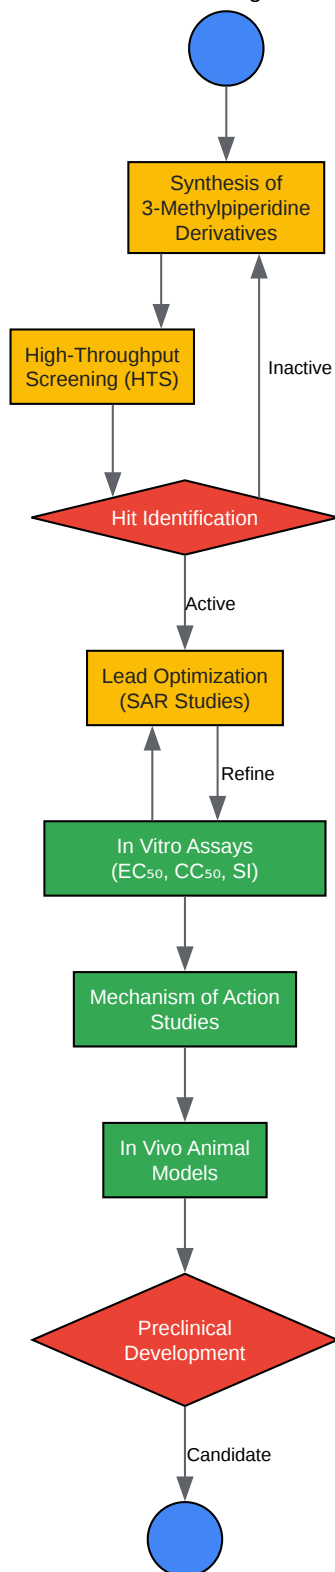 Synthesis of
3-Methylpiperidine
Derivatives
High-Throughput
Screening (HTS)
Inactive
Hit Identification
Active
Lead Optimization
(SAR Studies)
Refine
In Vitro Assays
(EC₅₀, CC₅₀, SI)
Mechanism of Action
Studies
In Vivo Animal
Models
Preclinical
Development
Candidate